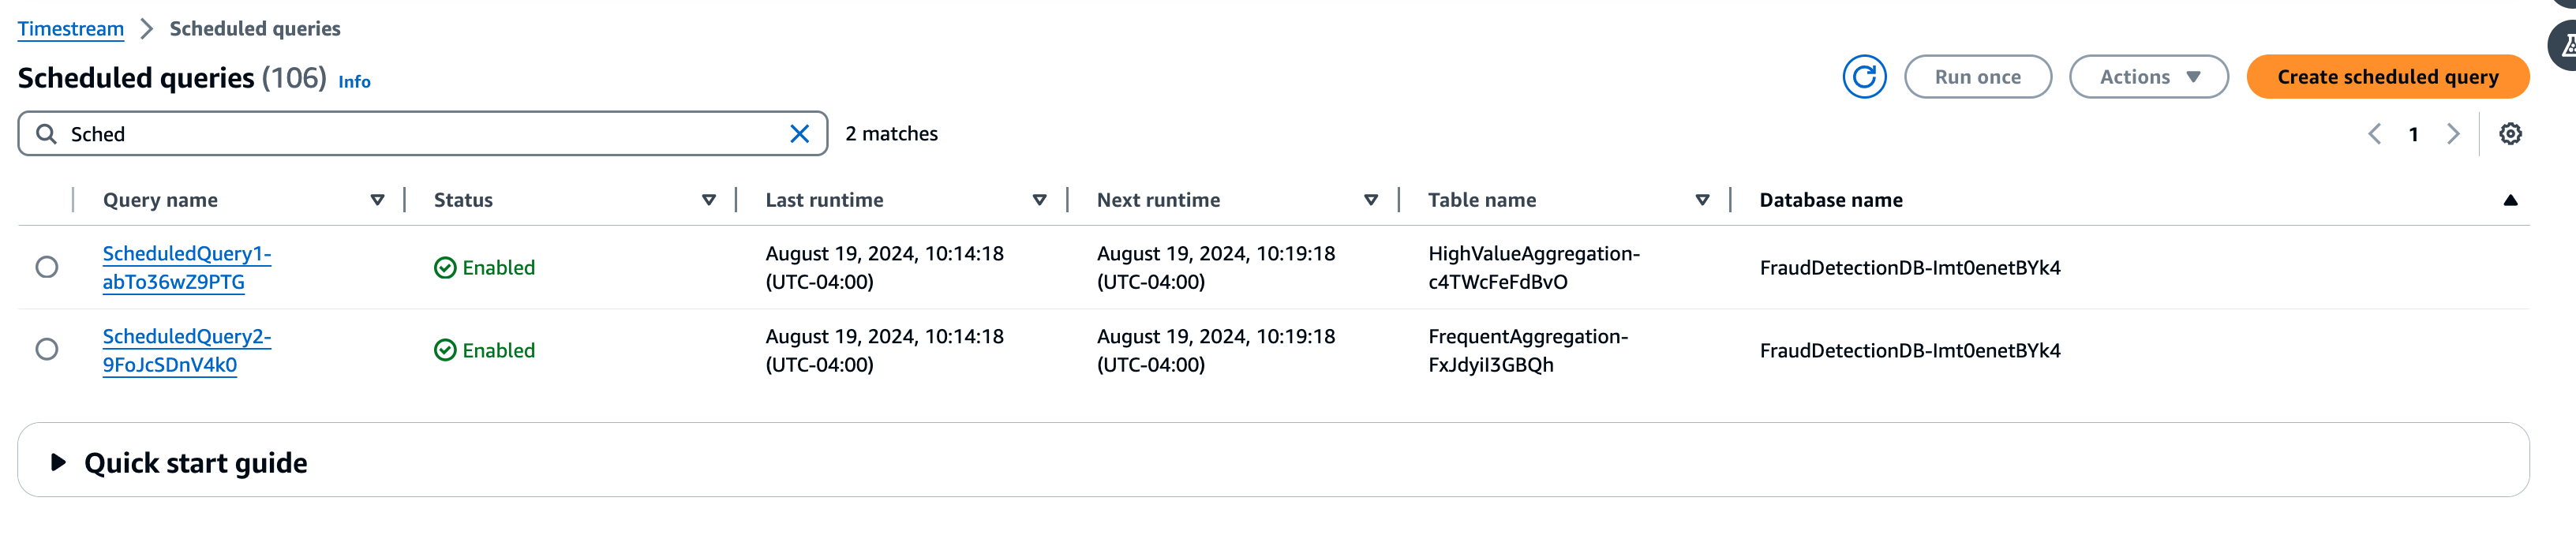 Timestream > Scheduled queries
Scheduled queries (106) Info
Run once
Actions
Create scheduled query
Sched
2 matches
1
Query name
Status
Last runtime
Next runtime
Table name
Database name
ScheduledQuery1-
abTo36wZ9PTG
Enabled
August 19, 2024, 10:14:18
(UTC-04:00)
August 19, 2024, 10:19:18
(UTC-04:00)
HighValueAggregation-
c4TWcFeFdBvO
FraudDetectionDB-Imt0enetBYk4
ScheduledQuery2-
9FoJcSDnV4k0
Enabled
August 19, 2024, 10:14:18
(UTC-04:00)
August 19, 2024, 10:19:18
(UTC-04:00)
FrequentAggregation-
FxJdyiI3GBQh
FraudDetectionDB-Imt0enetBYk4
Quick start guide